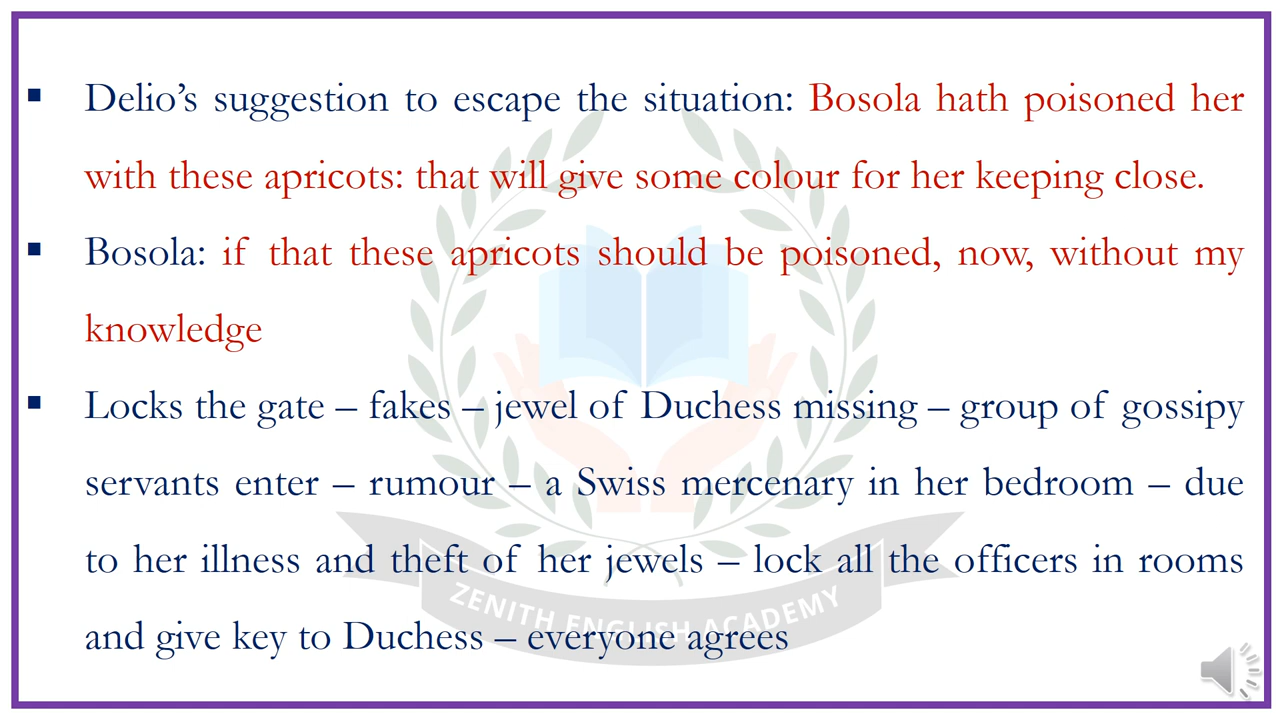 ▪ Delio’s suggestion to escape the situation: Bosola hath poisoned her
with these apricots: that will give some colour for her keeping close.
▪ Bosola: if that these apricots should be poisoned, now, without my
knowledge
▪ Locks the gate – fakes – jewel of Duchess missing – group of gossipy
servants enter – rumour – a Swiss mercenary in her bedroom – due
to her illness and theft of her jewels – lock all the officers in rooms
and give key to Duchess – everyone agrees
ZENITH ENGLISH ACADEMY